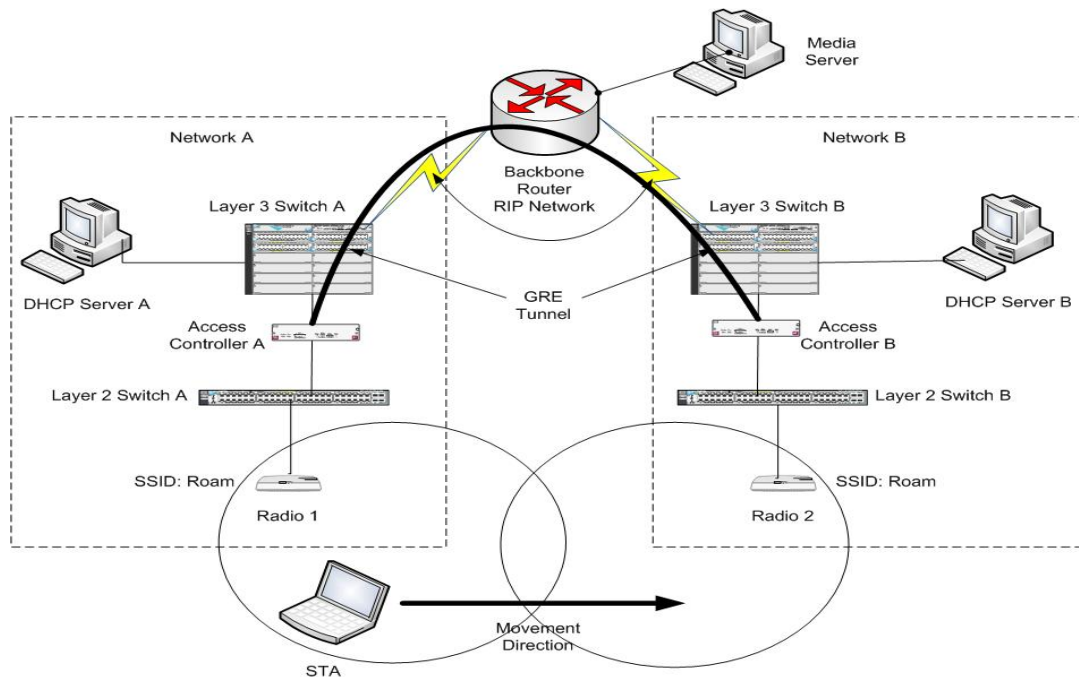 Media
Server
Network A
Network B
Backbone
Router
RIP Network
Layer 3 Switch A
Layer 3 Switch B
DHCP Server A
GRE
Tunnel
DHCP Server B
Access
Controller A
Access
Controller B
Layer 2 Switch A
Layer 2 Switch B
SSID: Roam
SSID: Roam
Radio 1
Radio 2
Movement
Direction
STA